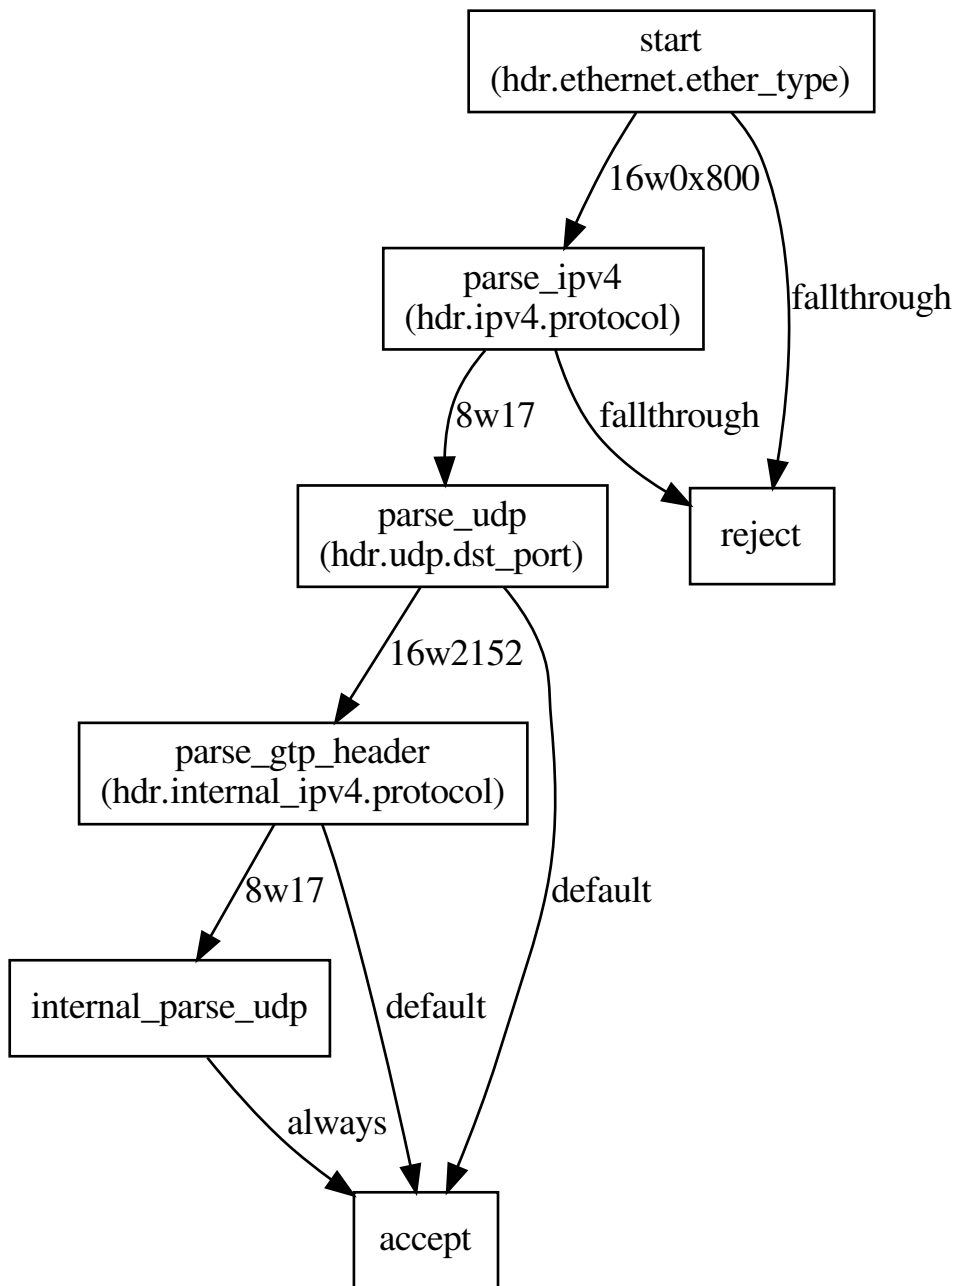 start
(hdr.ethernet.ether_type)
16w0x800
fallthrough
parse_ipv4
(hdr.ipv4.protocol)
8w17
fallthrough
parse_udp
(hdr.udp.dst_port)
reject
16w2152
parse_gtp_header
(hdr.internal_ipv4.protocol)
8w17
default
internal_parse_udp
default
always
accept